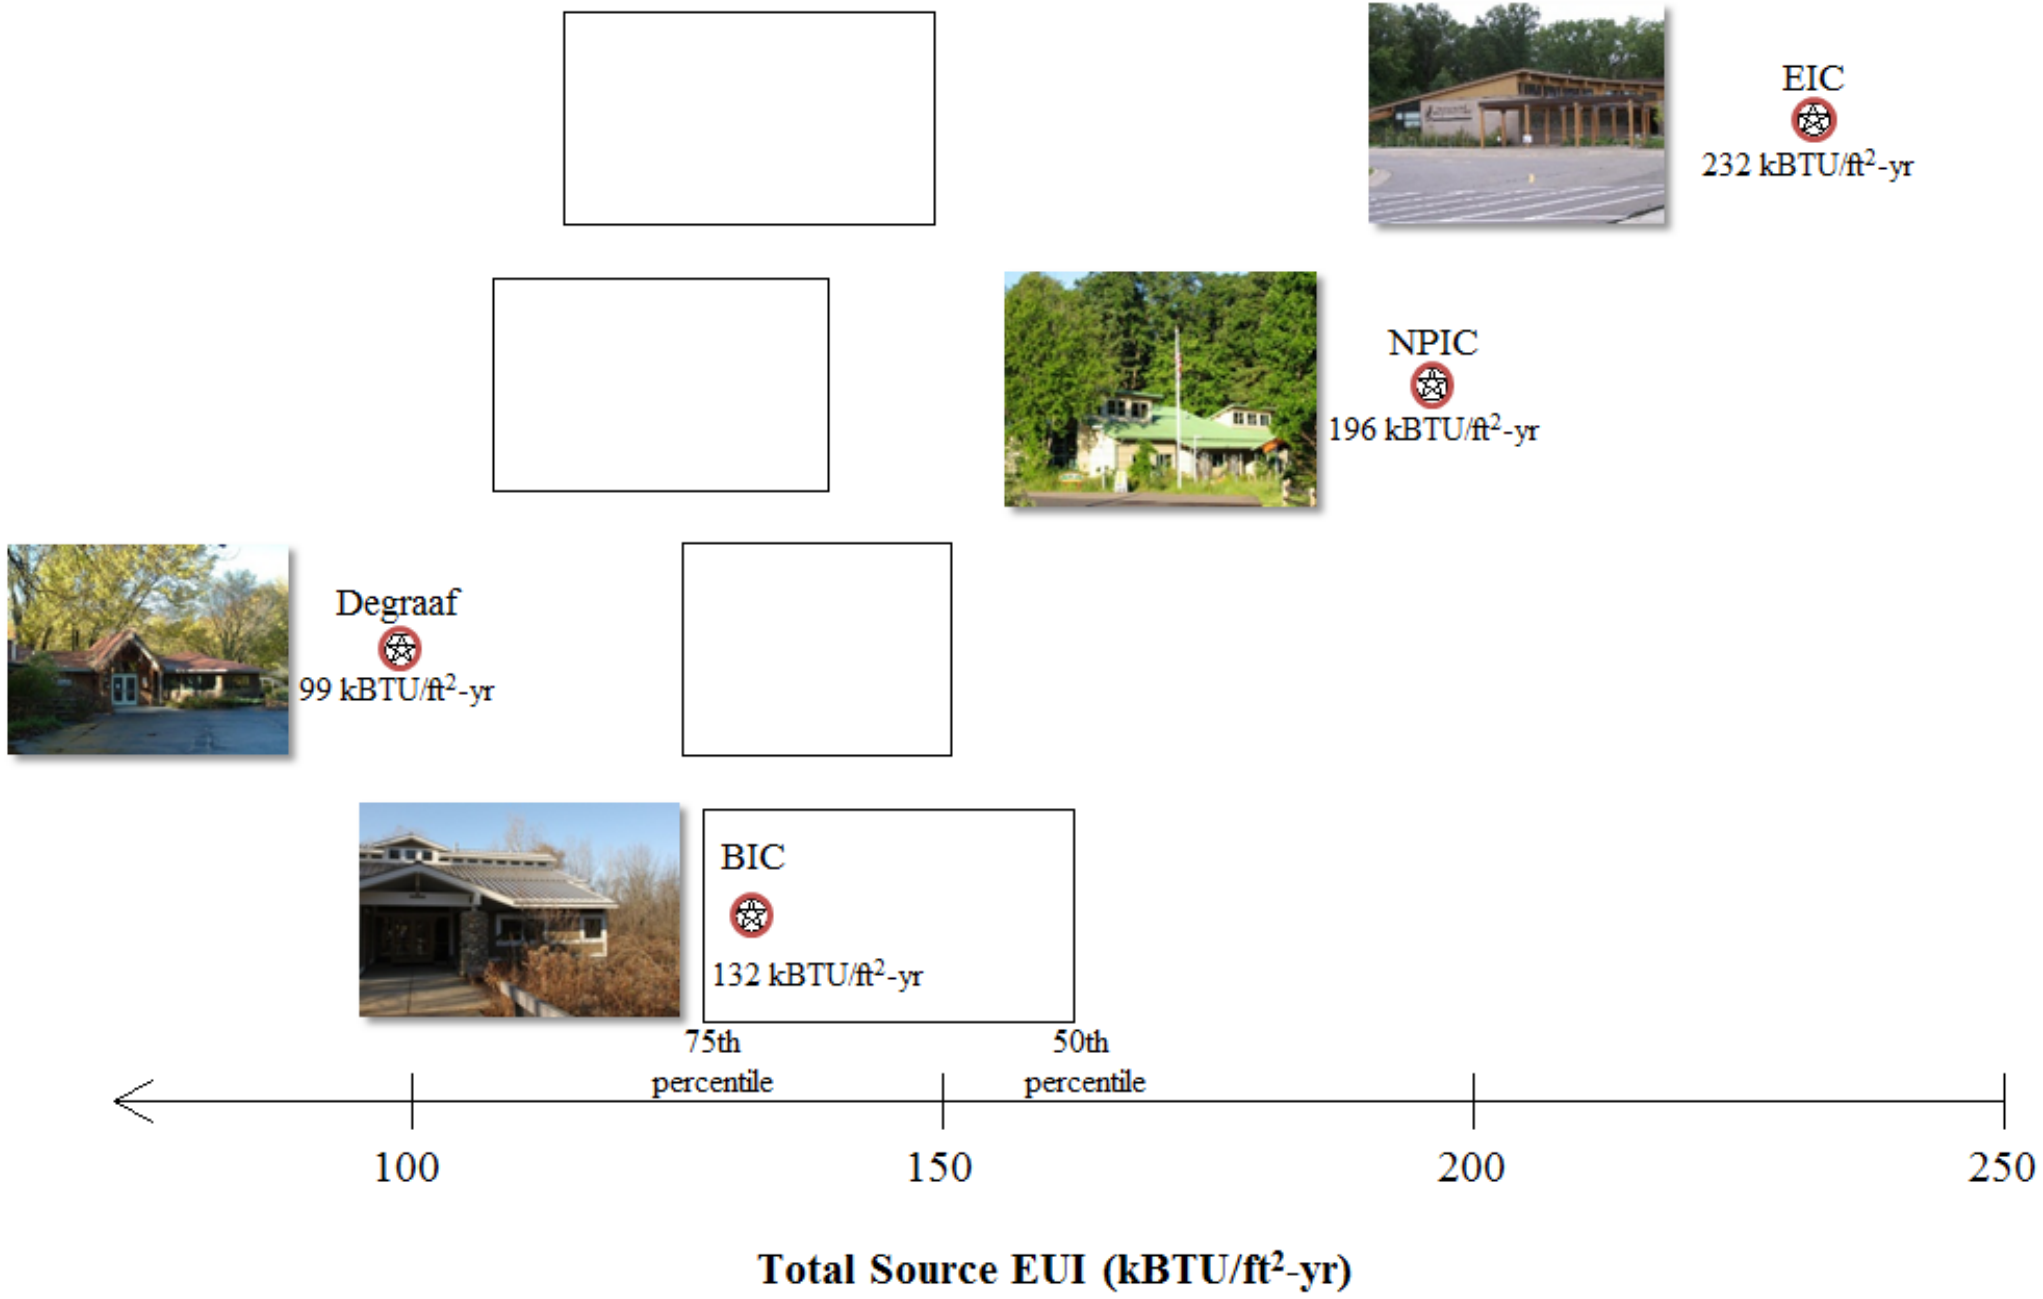 EIC
232 kBTU/ft²-yr
NPIC
196 kBTU/ft²-yr
Degraaf
99 kBTU/ft²-yr
BIC
132 kBTU/ft²-yr
75th
percentile
50th
percentile
100
150
200
250
Total Source EUI (kBTU/ft²-yr)